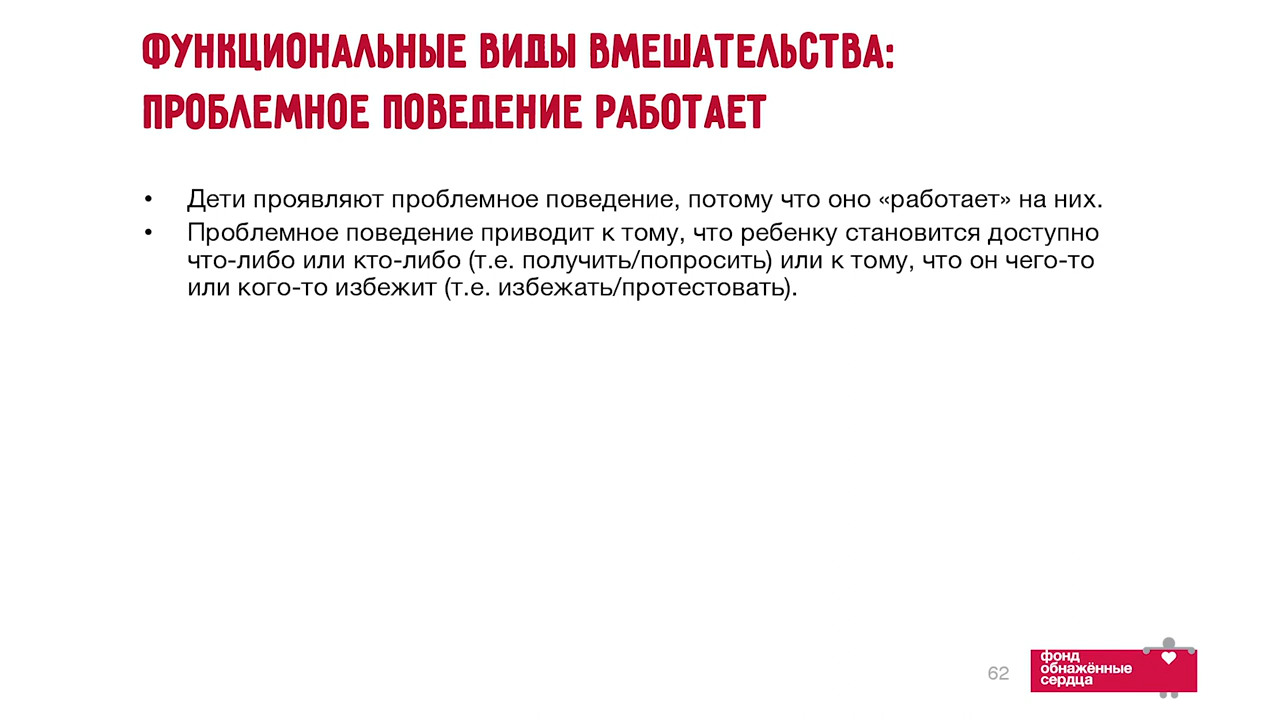 ФУНКЦИОНАЛЬНЫЕ ВИДЫ ВМЕШАТЕЛЬСТВА:
ПРОБЛЕМНОЕ ПОВЕДЕНИЕ РАБОТАЕТ
• Дети проявляют проблемное поведение, потому что оно «работает» на них.
• Проблемное поведение приводит к тому, что ребенку становится доступно
что-либо или кто-либо (т.е. получить/попросить) или к тому, что он чего-то
или кого-то избежит (т.е. избежать/протестовать).
62
фонд
обнажённые
сердца